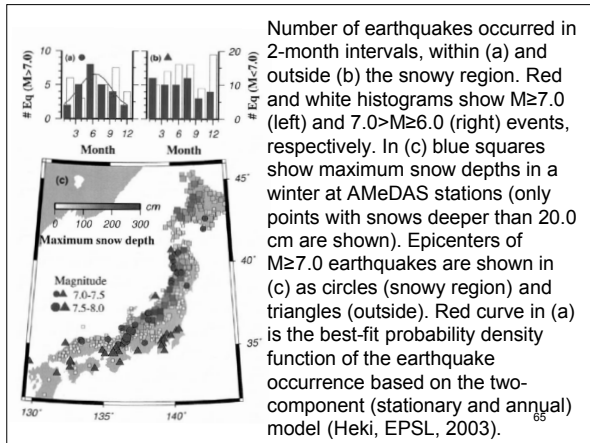 (a)
(b)
10
5
0
# Eq (M>7.0)
20
10
0
# Eq (M<7.0)
3 6 9 12
3 6 9 12
Month
Month
(c)
45
cm
0 100 200 300
Maximum snow depth
40
Magnitude
7.0-7.5
7.5-8.0
35
130
135
140
Number of earthquakes occurred in
2-month intervals, within (a) and
outside (b) the snowy region. Red
and white histograms show M≥7.0
(left) and 7.0>M≥6.0 (right) events,
respectively. In (c) blue squares
show maximum snow depths in a
winter at AMeDAS stations (only
points with snows deeper than 20.0
cm are shown). Epicenters of
M≥7.0 earthquakes are shown in
(c) as circles (snowy region) and
triangles (outside). Red curve in (a)
is the best-fit probability density
function of the earthquake
occurrence based on the two-
component (stationary and annual)
model (Heki, EPSL, 2003).
65